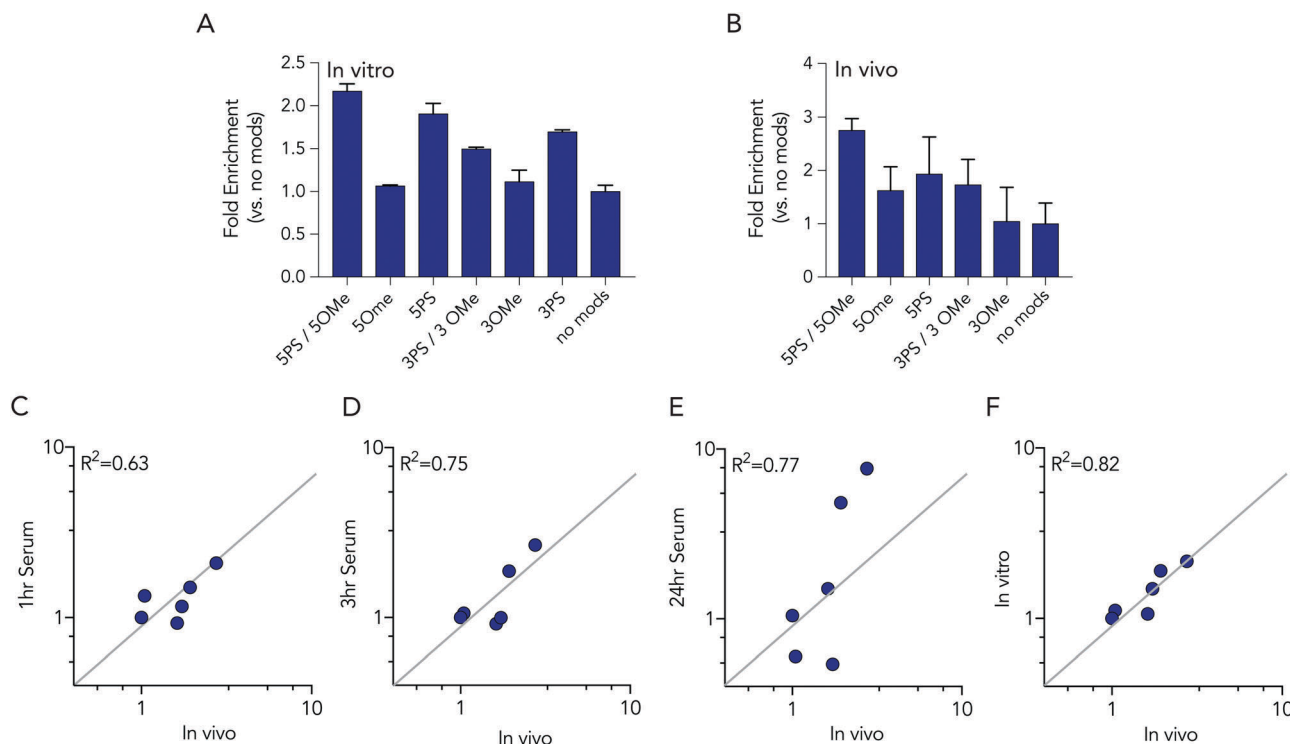 A
In vitro
Fold Enrichment
(vs. no mods)
2.5
2.0
1.5
1.0
0.5
0.0
5PS / 5OMe
5Ome
5PS
3PS / 3 OMe
3OMe
3PS
no mods
B
In vivo
Fold Enrichment
(vs. no mods)
4
3
2
1
0
5PS / 5OMe
5Ome
5PS
3PS / 3 OMe
3OMe
no mods
C
R²=0.63
1hr Serum
10
1
1
10
In vivo
D
R²=0.75
3hr Serum
10
1
1
10
In vivo
E
R²=0.77
24hr Serum
10
1
1
10
In vivo
F
R²=0.82
In vitro
10
1
1
10
In vivo